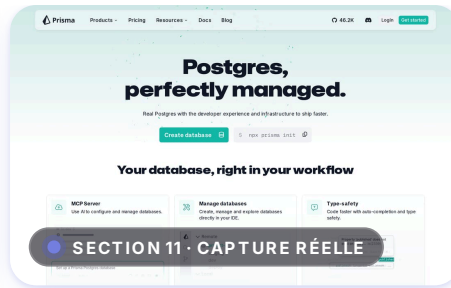 Prisma Products Pricing Resources Docs Blog 46.2K Login Get started
Postgres,
perfectly managed.
Real Postgres with the developer experience and infrastructure to ship faster.
Create database $ npx prisma init
Your database, right in your workflow
MCP Server
Use AI to configure and manage databases.
Manage databases
Create, manage and explore databases
directly in your IDE.
Type-safety
Code faster with auto-completion and type
safety.
SECTION 11 · CAPTURE RÉELLE